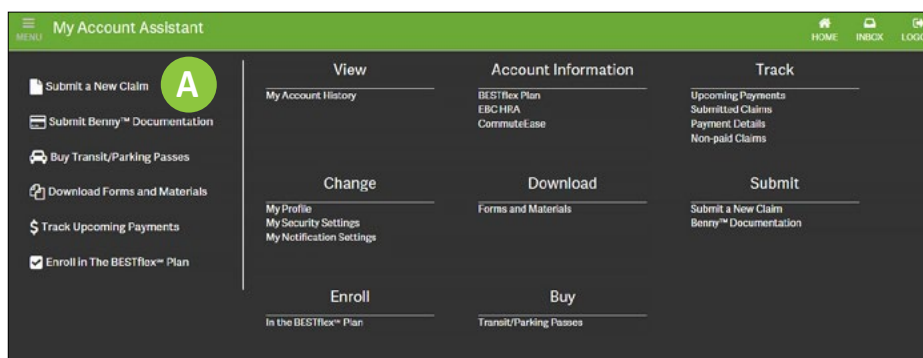 My Account Assistant
MENU
HOME
INBOX
LOGO
Submit a New Claim
A
Submit Benny™ Documentation
Buy Transit/Parking Passes
Download Forms and Materials
Track Upcoming Payments
Enroll in The BESTflex℠ Plan
View
My Account History
Account Information
BESTflex Plan
EBC HRA
CommuteEase
Track
Upcoming Payments
Submitted Claims
Payment Details
Non-paid Claims
Change
My Profile
My Security Settings
My Notification Settings
Download
Forms and Materials
Submit
Submit a New Claim
Benny™ Documentation
Enroll
In the BESTflex℠ Plan
Buy
Transit/Parking Passes